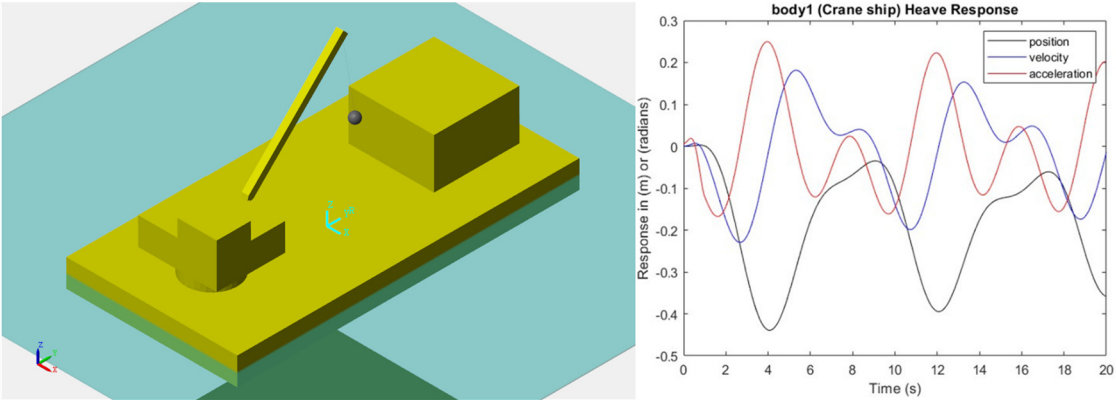 Z
Y
X
Z
Y
X
body1 (Crane ship) Heave Response
position
velocity
acceleration
Response in (m) or (radians)
0.3
0.2
0.1
0
-0.1
-0.2
-0.3
-0.4
-0.5
0 2 4 6 8 10 12 14 16 18 20
Time (s)